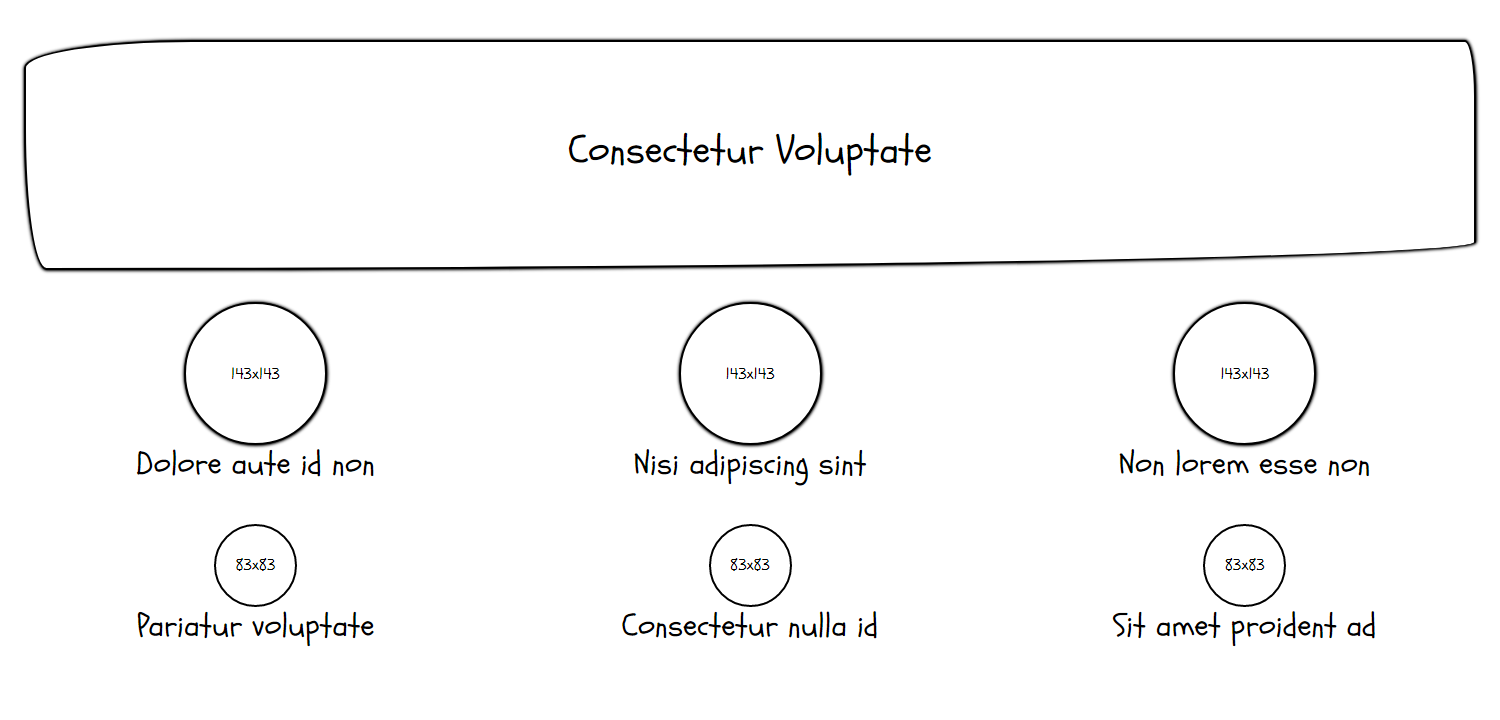 Consectetur Voluptate
143x143
143x143
143x143
Dolore aute id non
Nisi adipiscing sint
Non lorem esse non
83x83
83x83
83x83
Pariatur voluptate
Consectetur nulla id
Sit amet proident ad